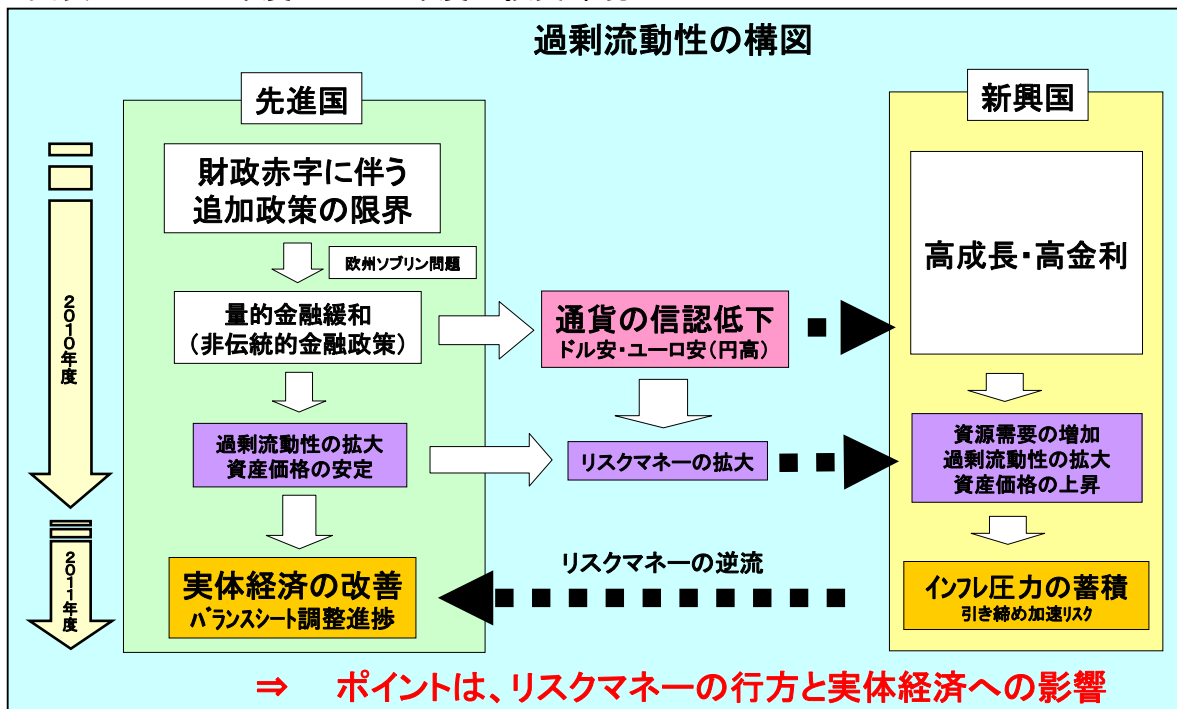 過剰流動性の構図
先進国
新興国
2010年度
2011年度
財政赤字に伴う
追加政策の限界
欧州ソブリン問題
量的金融緩和
(非伝統的金融政策)
過剰流動性の拡大
資産価格の安定
実体経済の改善
バランスシート調整進捗
通貨の信認低下
ドル安・ユーロ安(円高)
リスクマネーの拡大
リスクマネーの逆流
高成長・高金利
資源需要の増加
過剰流動性の拡大
資産価格の上昇
インフレ圧力の蓄積
引き締め加速リスク
⇒ ポイントは、リスクマネーの行方と実体経済への影響